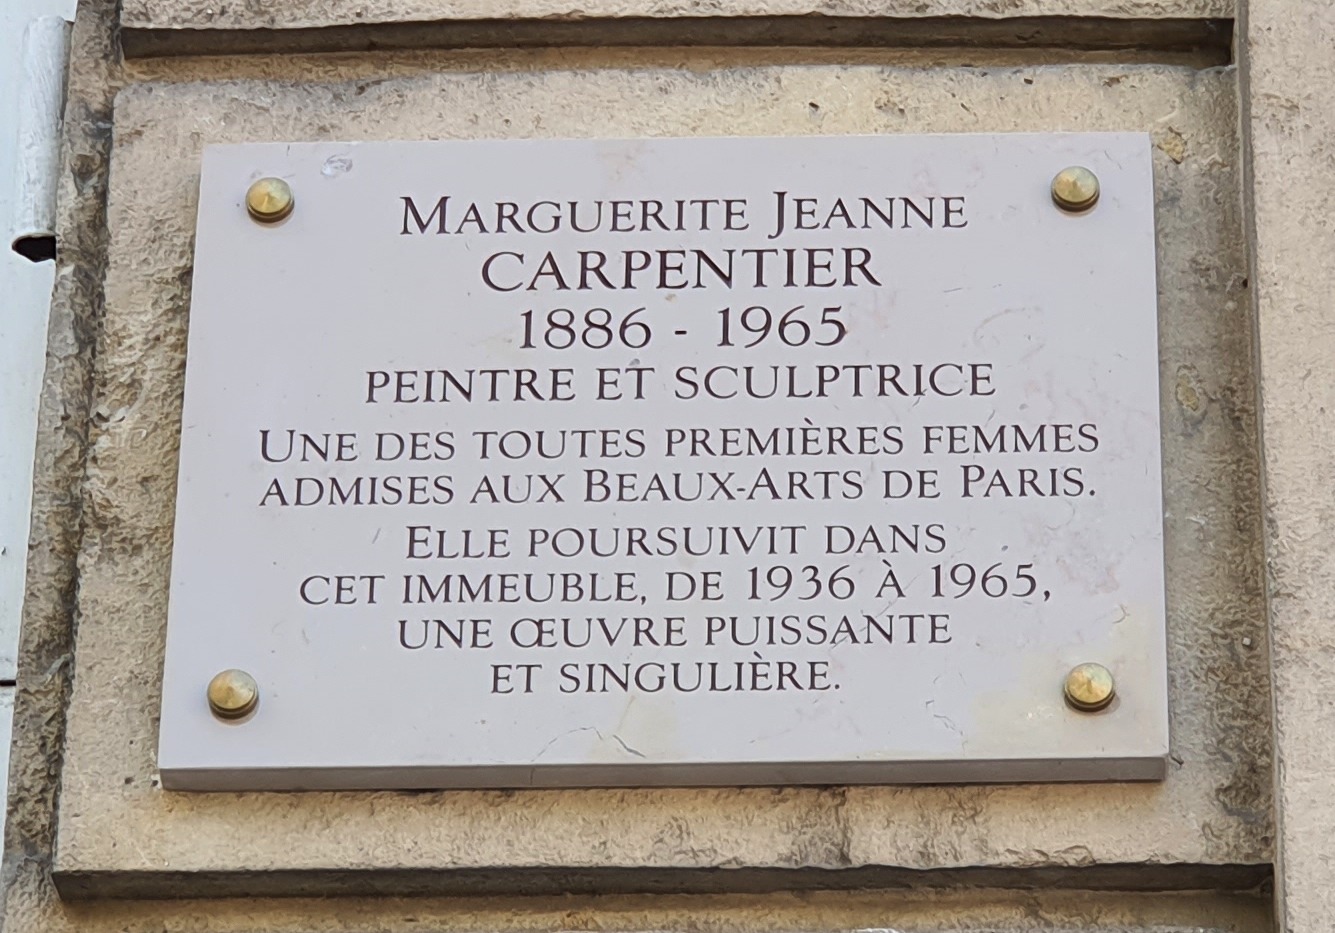 MARGUERITE JEANNE
CARPENTIER
1886 - 1965
PEINTRE ET SCULPTRICE
UNE DES TOUTES PREMIÈRES FEMMES
ADMISES AUX BEAUX-ARTS DE PARIS.
ELLE POURSUIVIT DANS
CET IMMEUBLE, DE 1936 À 1965,
UNE ŒUVRE PUISSANTE
ET SINGULIÈRE.